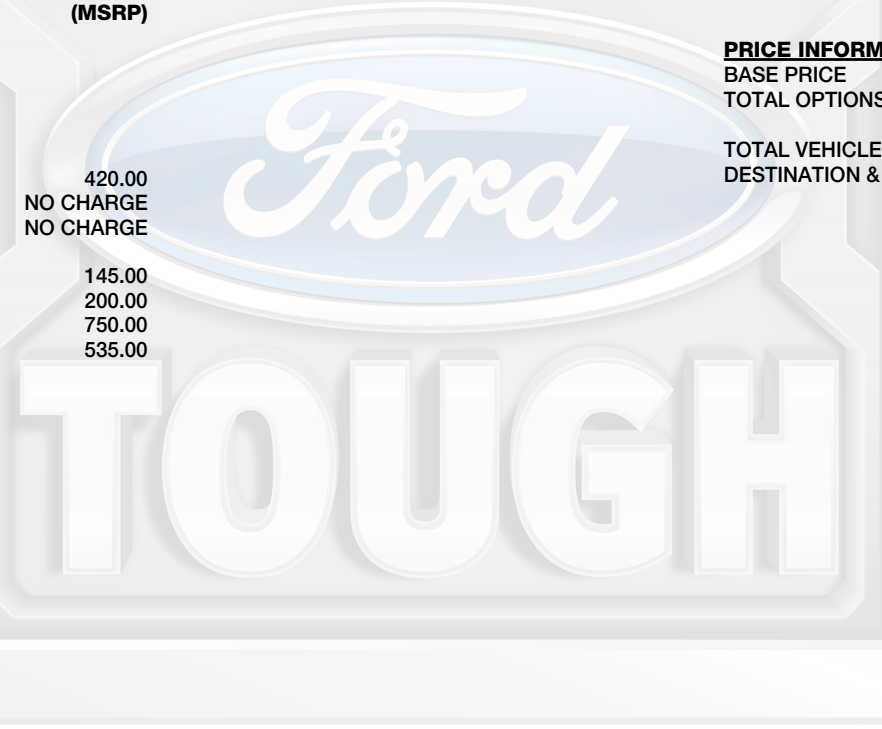 (MSRP)
420.00
NO CHARGE
NO CHARGE
145.00
200.00
750.00
535.00
PRICE INFORM
BASE PRICE
TOTAL OPTIONS
TOTAL VEHICLE
DESTINATION &
Ford
TOUGH